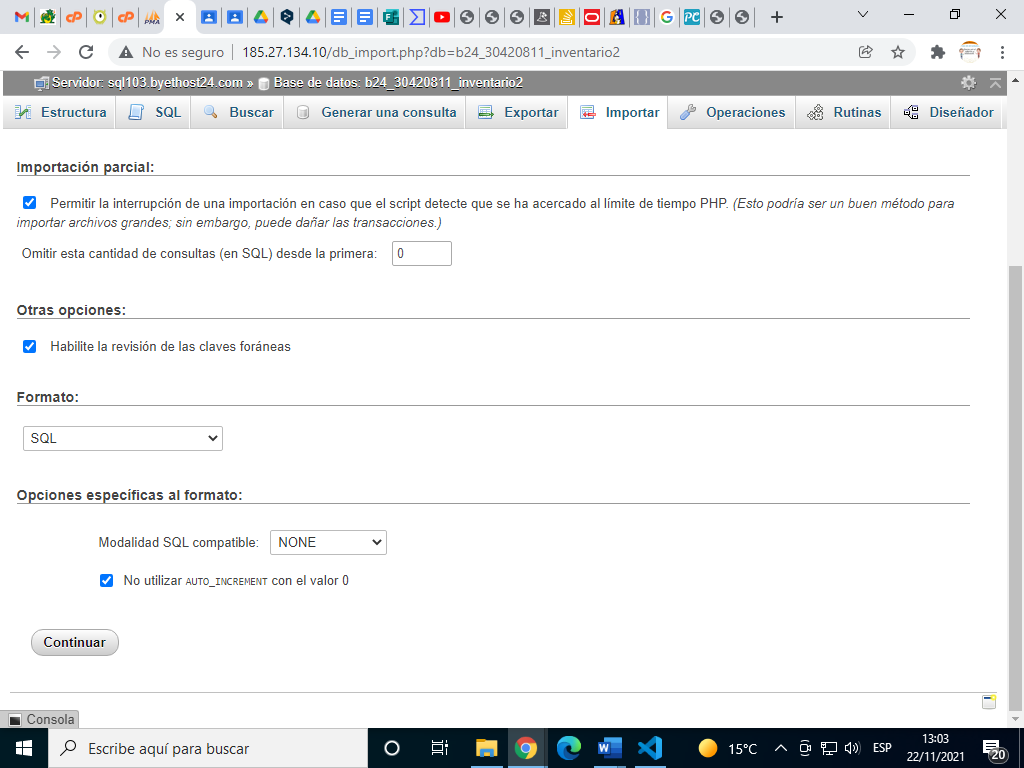 No es seguro
185.27.134.10/db_import.php?db=b24_30420811_inventario2
Servidor: sql103.byethost24.com » Base de datos: b24_30420811_inventario2
Estructura SQL Buscar Generar una consulta Exportar Importar Operaciones Rutinas Diseñador
Importación parcial:
Permitir la interrupción de una importación en caso que el script detecte que se ha acercado al límite de tiempo PHP. (Esto podría ser un buen método para
importar archivos grandes; sin embargo, puede dañar las transacciones.)
Omitir esta cantidad de consultas (en SQL) desde la primera: 0
Otras opciones:
Habilite la revisión de las claves foráneas
Formato:
SQL
Opciones específicas al formato:
Modalidad SQL compatible: NONE
No utilizar AUTO_INCREMENT con el valor 0
Continuar
Consola
Escribe aquí para buscar
15°C
ESP
13:03
22/11/2021
20